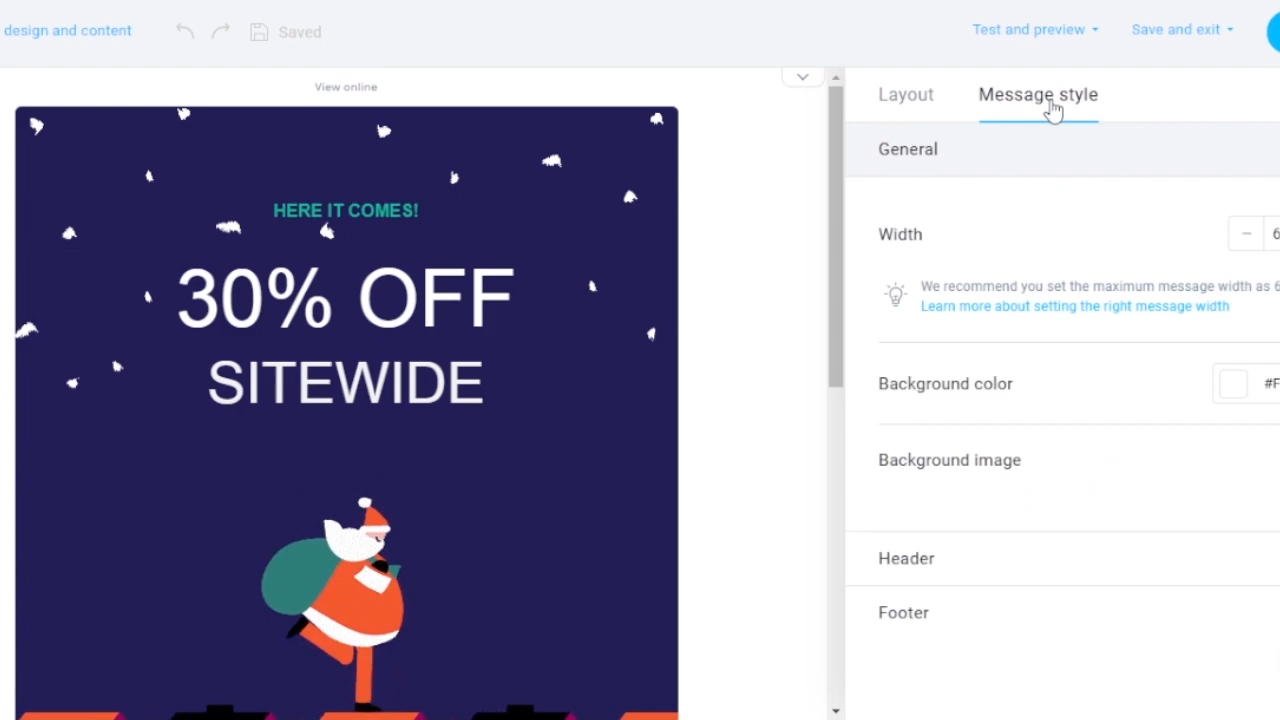 design and content
Saved
Test and preview
Save and exit
View online
Layout
Message style
General
HERE IT COMES!
30% OFF
SITEWIDE
Width
6
We recommend you set the maximum message width as 6
Learn more about setting the right message width
Background color
#F
Background image
Header
Footer